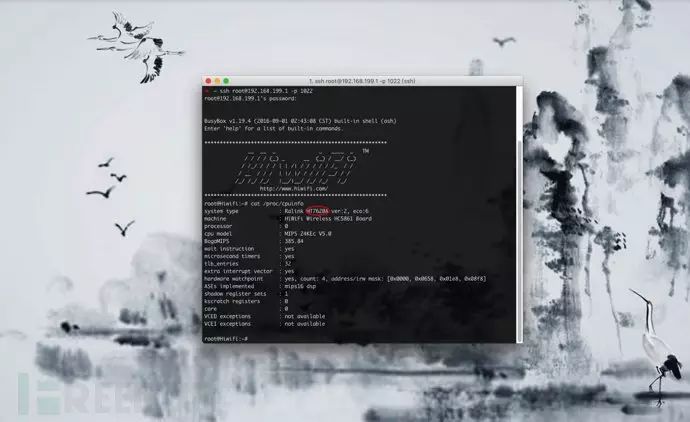 1. ssh root@192.168.199.1 -p 1022 (ssh)
~ ssh root@192.168.199.1 -p 1022
root@192.168.199.1's password:
BusyBox v1.19.4 (2016-09-01 02:43:08 CST) built-in shell (ash)
Enter 'help' for a list of built-in commands.
TM
http://www.hiwifi.com/
root@Hiwifi:~# cat /proc/cpuinfo
system type : Ralink MT7620A ver:2, eco:6
machine : HiWiFi Wireless HC5861 Board
processor : 0
cpu model : MIPS 24KEc V5.0
BogoMIPS : 385.84
wait instruction : yes
microsecond timers : yes
tlb_entries : 32
extra interrupt vector : yes
hardware watchpoint : yes, count: 4, address/irw mask: [0x0000, 0x0658, 0x01e8, 0x08f8]
ASEs implemented : mips16 dsp
shadow register sets : 1
kscratch registers : 0
core : 0
VCED exceptions : not available
VCEI exceptions : not available
root@Hiwifi:~#